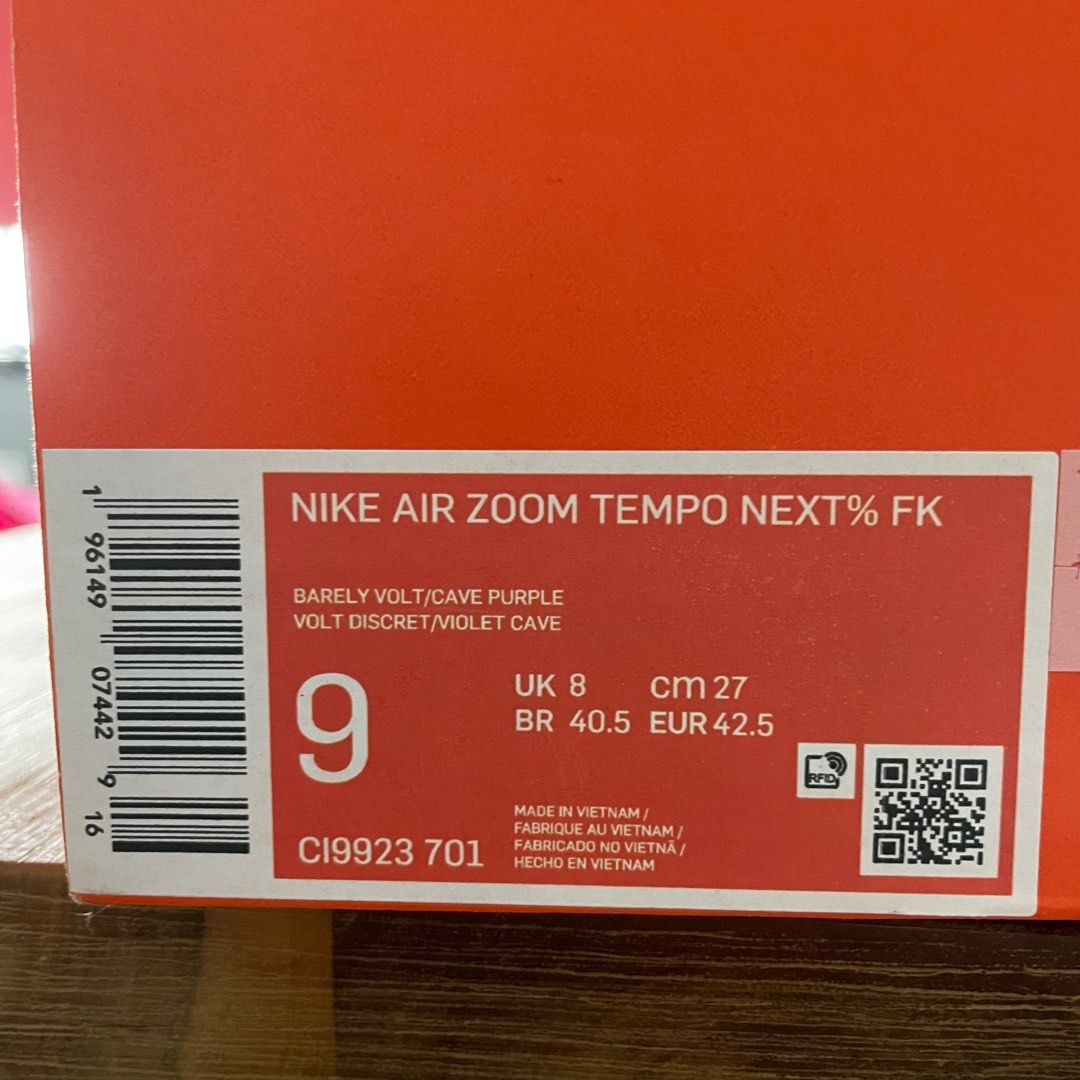 NIKE AIR ZOOM TEMPO NEXT% FK
BARELY VOLT/CAVE PURPLE
VOLT DISCRET/VIOLET CAVE
9
UK 8 cm 27
BR 40.5 EUR 42.5
RFID
CI9923 701
MADE IN VIETNAM /
FABRIQUE AU VIETNAM /
FABRICADO NO VIETNÃ /
HECHO EN VIETNAM
1 96149 07442 9 16